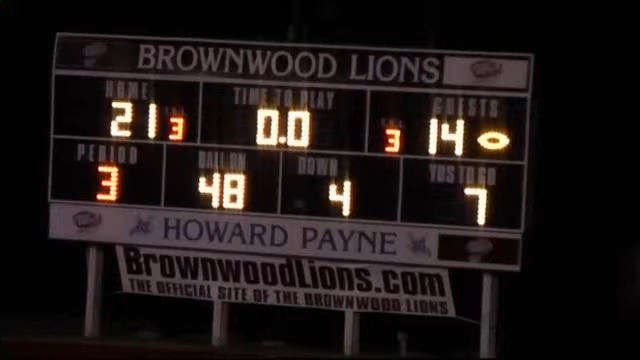 BROWNWOOD LIONS
HOME TIME TO PLAY GUESTS
21 3 0.0 3 14
PERIOD BALL ON DOWN YDS TO GO
3 48 4 7
HOWARD PAYNE
BrownwoodLions.com
THE OFFICIAL SITE OF THE BROWNWOOD LIONS